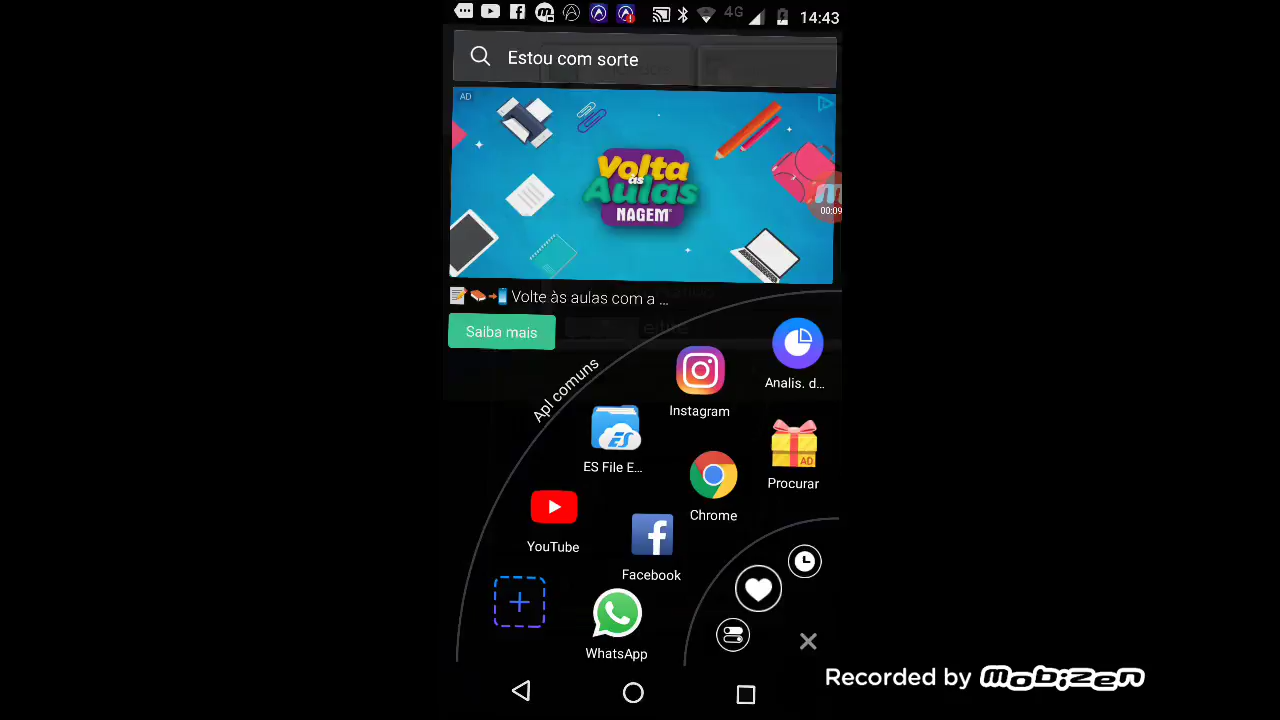 4G 14:43
Estou com sorte
AD
Volta
às
Aulas
NAGEM
00:09
Volte às aulas com a ...
Saiba mais
Apl comuns
Analis. d...
Instagram
ES File E...
AD
Procurar
Chrome
YouTube
Facebook
WhatsApp
Recorded by mobizen